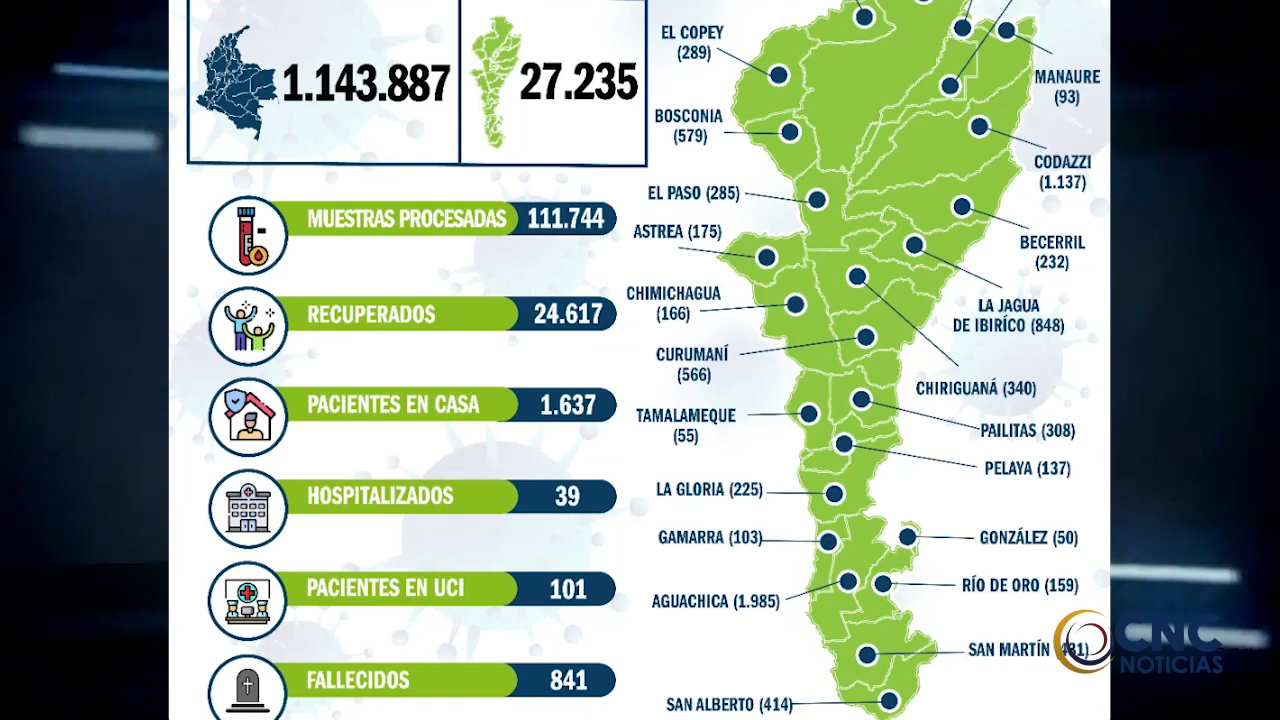 1.143.887
27.235
MUESTRAS PROCESADAS 111.744
RECUPERADOS 24.617
PACIENTES EN CASA 1.637
HOSPITALIZADOS 39
PACIENTES EN UCI 101
FALLECIDOS 841
EL COPEY
(289)
BOSCONIA
(579)
EL PASO (285)
ASTREA (175)
CHIMICHAGUA
(166)
CURUMANÍ
(566)
TAMALAMEQUE
(55)
LA GLORIA (225)
GAMARRA (103)
AGUACHICA (1.985)
SAN ALBERTO (414)
MANAURE
(93)
CODAZZI
(1.137)
BECERRIL
(232)
LA JAGUA
DE IBIRÍCO (848)
CHIRIGUANÁ (340)
PAILITAS (308)
PELAYA (137)
GONZÁLEZ (50)
RÍO DE ORO (159)
SAN MARTÍN
CNC
NOTICIAS